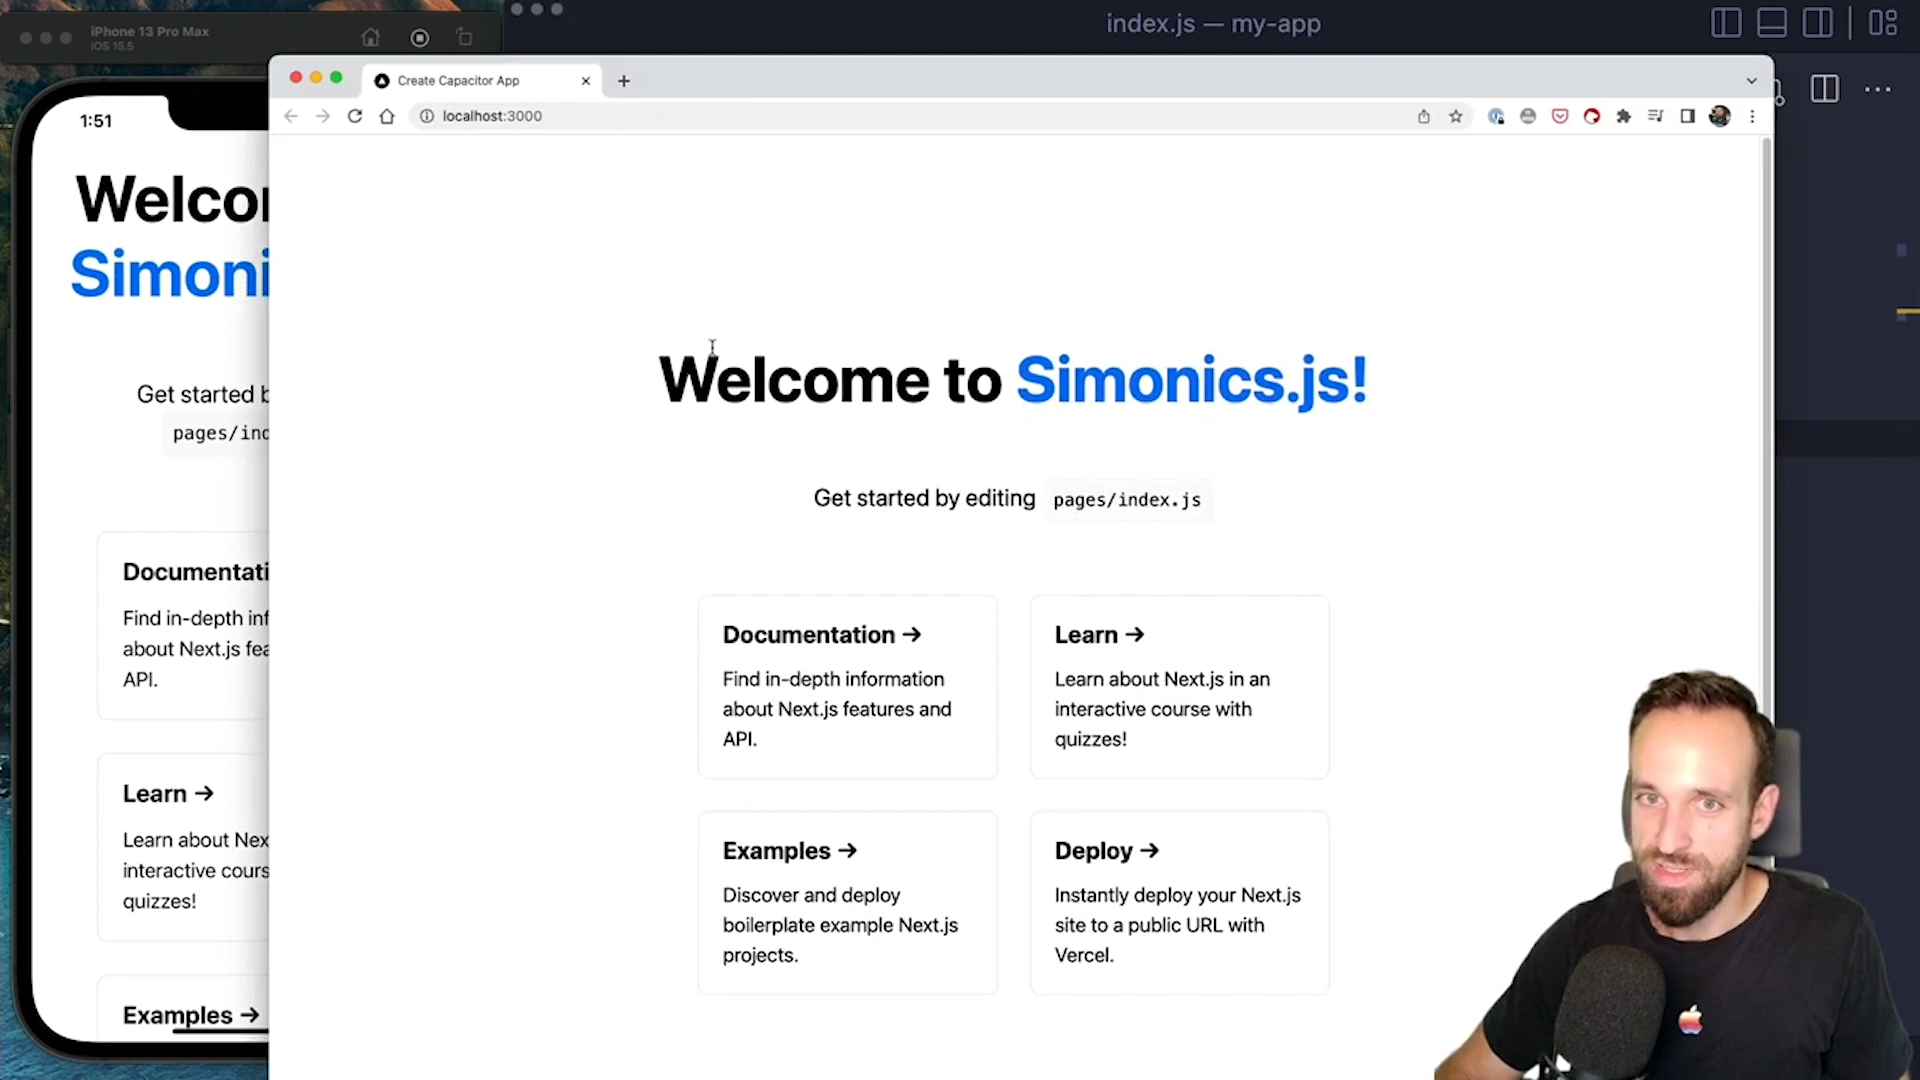 iPhone 13 Pro Max
iOS 15.5
index.js — my-app
Create Capacitor App
localhost:3000
1:51
Welcor
Simoni
Get started b
pages/ind
Documentati
Find in-depth inf
about Next.js fea
API.
Learn →
Learn about Nex
interactive cours
quizzes!
Examples →
Welcome to Simonics.js!
Get started by editing pages/index.js
Documentation →
Find in-depth information
about Next.js features and
API.
Learn →
Learn about Next.js in an
interactive course with
quizzes!
Examples →
Discover and deploy
boilerplate example Next.js
projects.
Deploy →
Instantly deploy your Next.js
site to a public URL with
Vercel.